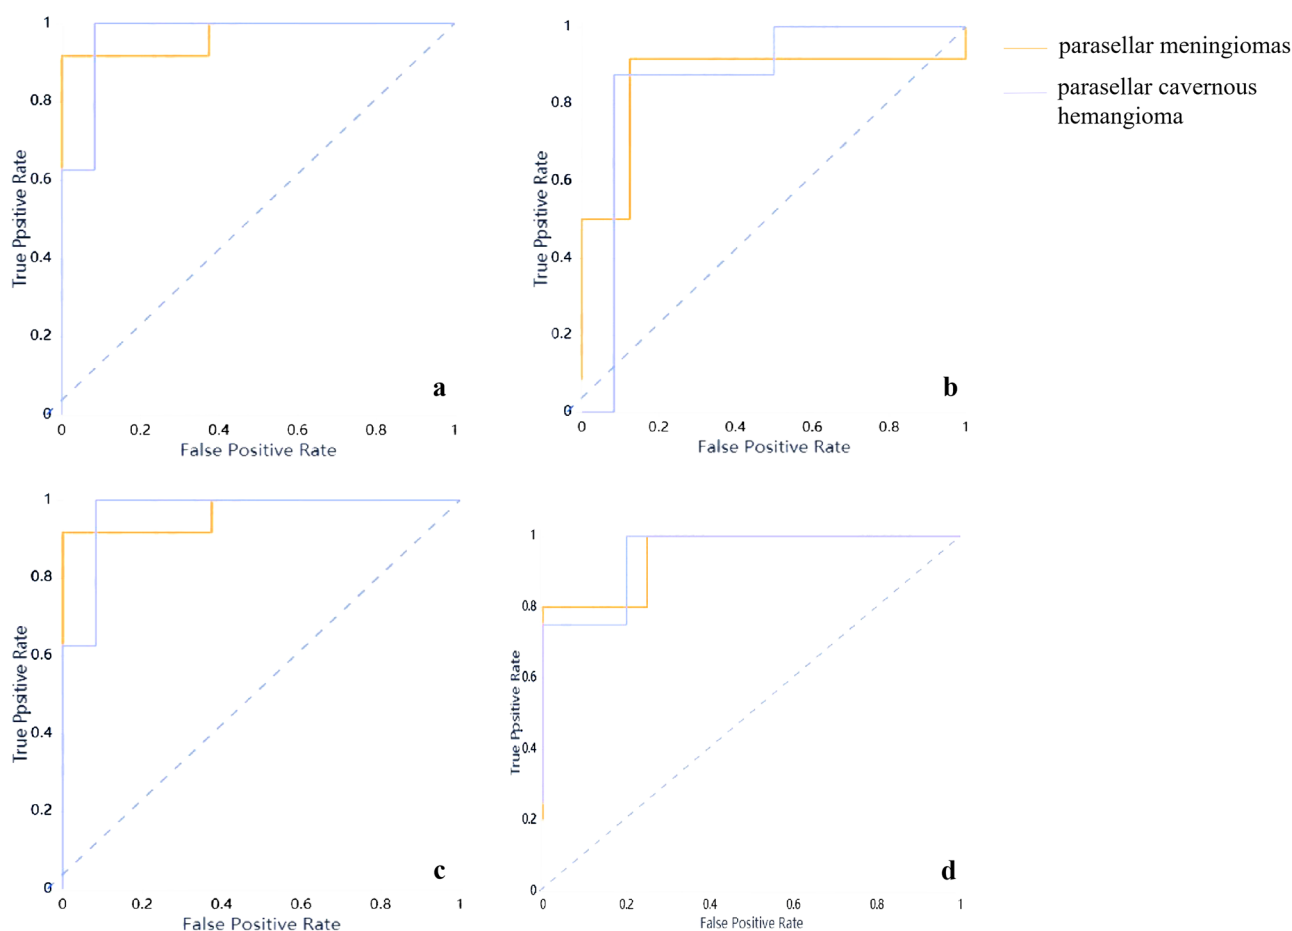 parasellar meningiomas
parasellar cavernous
hemangioma
1
0.8
0.6
0.4
0.2
0
True Ppsitive Rate
0 0.2 0.4 0.6 0.8 1
False Positive Rate
a
1
0.8
0.6
0.4
0.2
0
True Ppsitive Rate
0 0.2 0.4 0.6 0.8 1
False Positive Rate
b
1
0.8
0.6
0.4
0.2
0
True Ppsitive Rate
0 0.2 0.4 0.6 0.8 1
False Positive Rate
c
1
0.8
0.6
0.4
0.2
0
True Ppsitive Rate
0 0.2 0.4 0.6 0.8 1
False Positive Rate
d